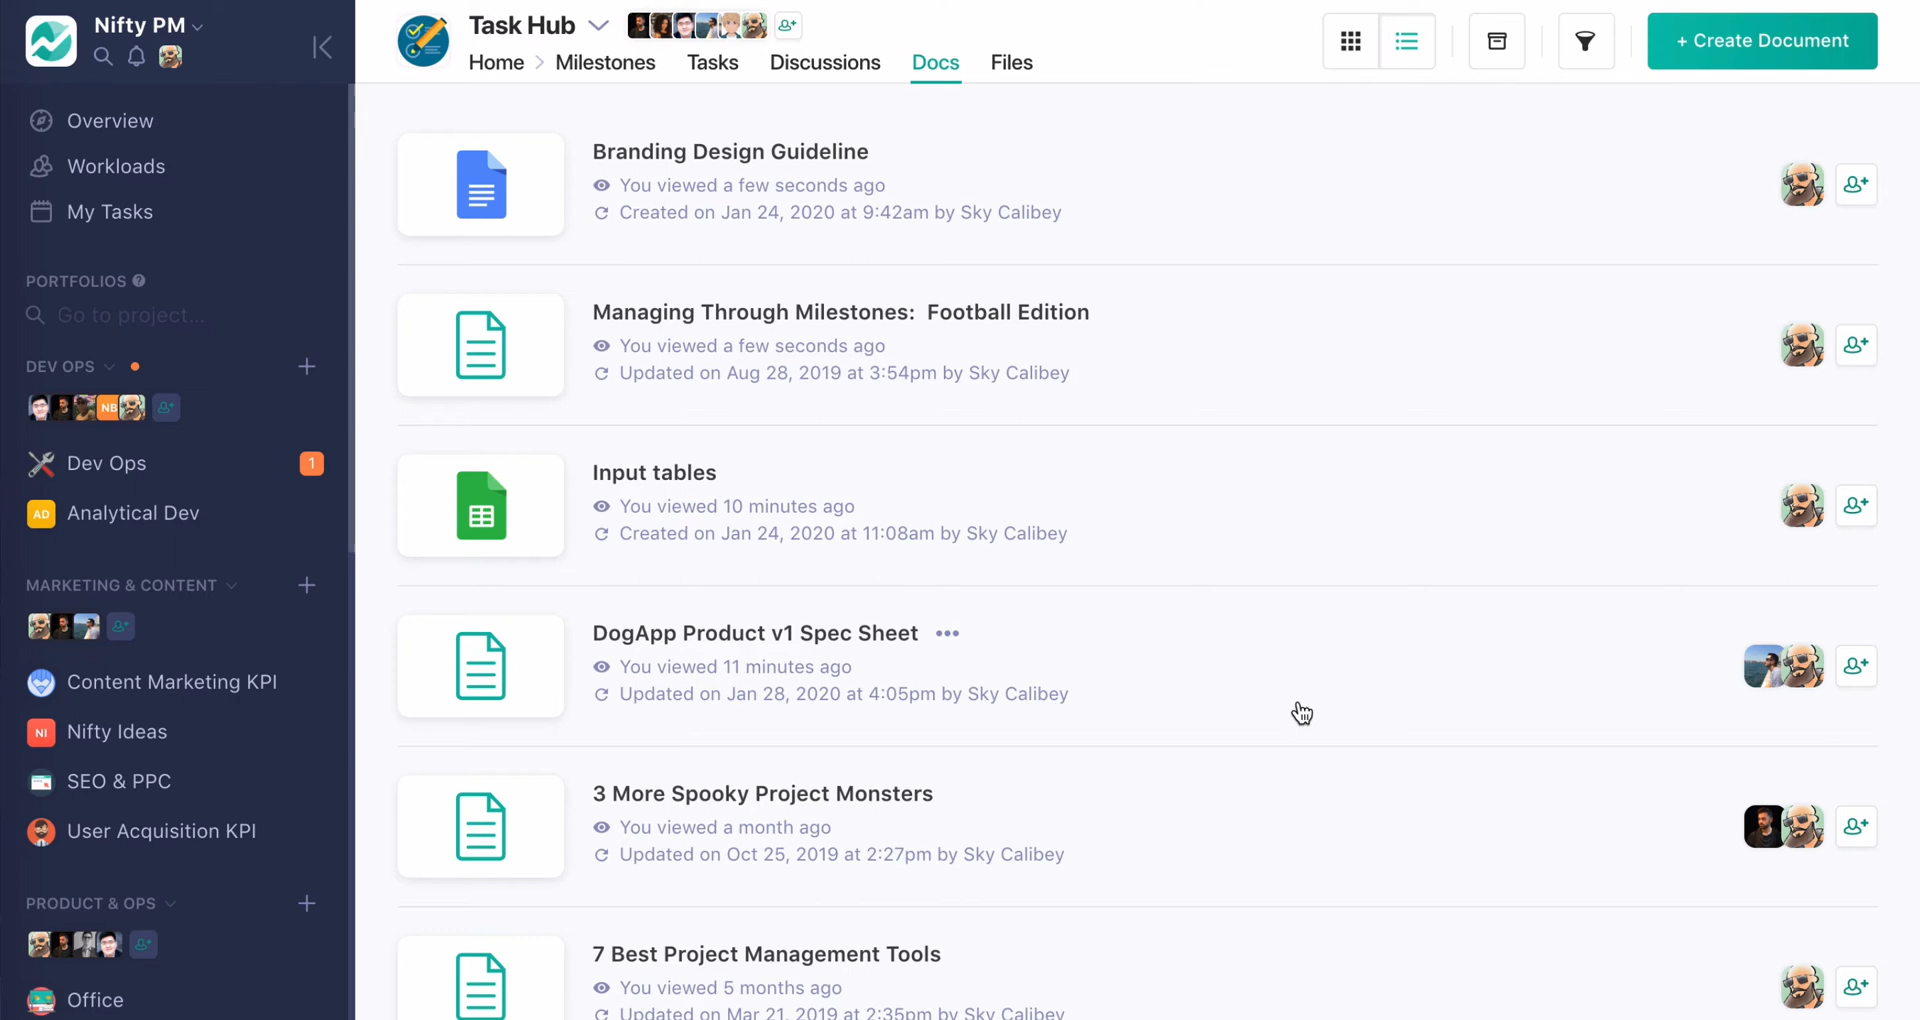 Nifty PM
Overview
Workloads
My Tasks
PORTFOLIOS ?
Go to project...
DEV OPS
NB
Dev Ops
1
AD Analytical Dev
MARKETING & CONTENT
Content Marketing KPI
NI Nifty Ideas
SEO & PPC
User Acquisition KPI
PRODUCT & OPS
Office
Task Hub
Home > Milestones Tasks Discussions Docs Files
+ Create Document
Branding Design Guideline
You viewed a few seconds ago
Created on Jan 24, 2020 at 9:42am by Sky Calibey
Managing Through Milestones: Football Edition
You viewed a few seconds ago
Updated on Aug 28, 2019 at 3:54pm by Sky Calibey
Input tables
You viewed 10 minutes ago
Created on Jan 24, 2020 at 11:08am by Sky Calibey
DogApp Product v1 Spec Sheet •••
You viewed 11 minutes ago
Updated on Jan 28, 2020 at 4:05pm by Sky Calibey
3 More Spooky Project Monsters
You viewed a month ago
Updated on Oct 25, 2019 at 2:27pm by Sky Calibey
7 Best Project Management Tools
You viewed 5 months ago
Updated on Mar 21, 2019 at 2:35pm by Sky Calibey